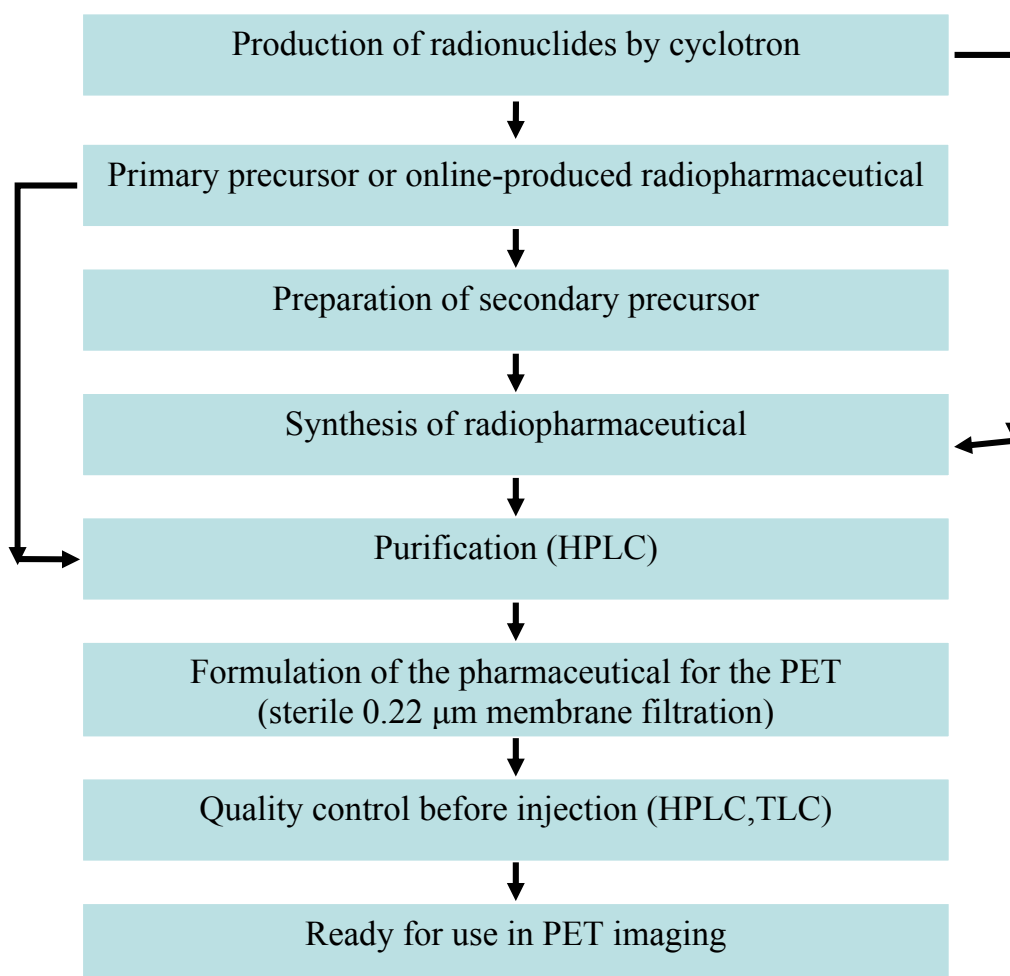 Production of radionuclides by cyclotron
Primary precursor or online-produced radiopharmaceutical
Preparation of secondary precursor
Synthesis of radiopharmaceutical
Purification (HPLC)
Formulation of the pharmaceutical for the PET
(sterile 0.22 μm membrane filtration)
Quality control before injection (HPLC,TLC)
Ready for use in PET imaging